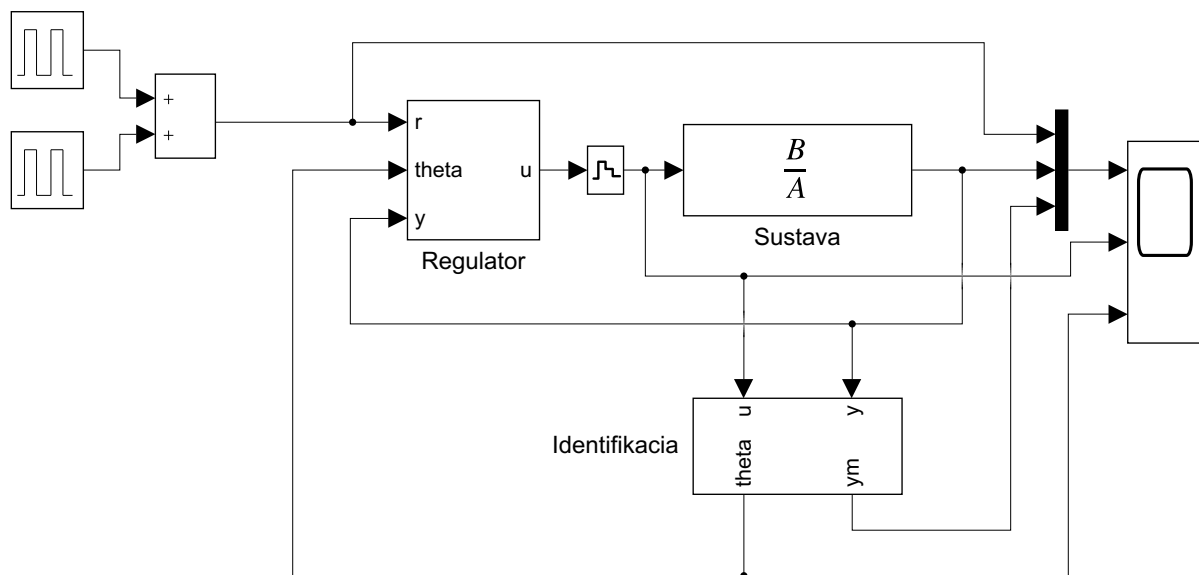 +
+
r
theta
y
u
Regulator
B
A
Sustava
u
y
Identifikacia
theta
ym